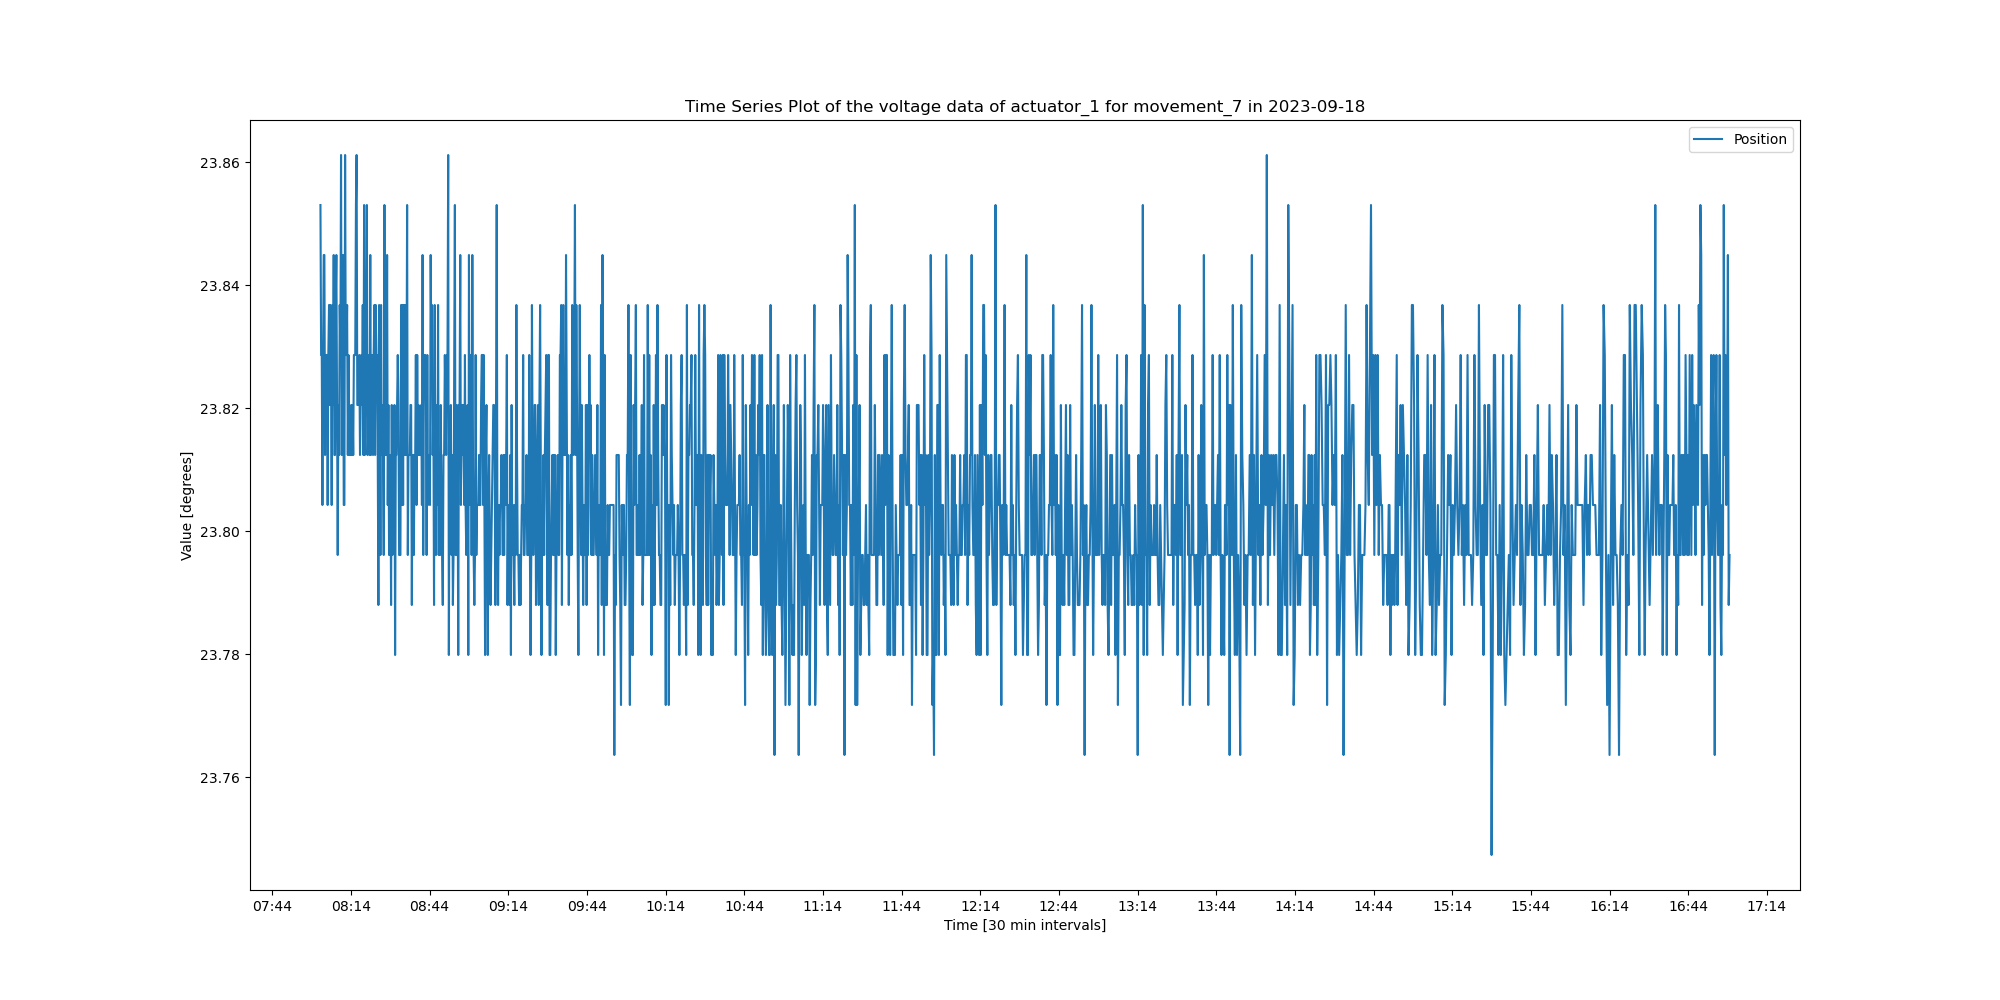 Time Series Plot of the voltage data of actuator_1 for movement_7 in 2023-09-18
Position
23.86
23.84
23.82
23.80
23.78
23.76
Value [degrees]
07:44 08:14 08:44 09:14 09:44 10:14 10:44 11:14 11:44 12:14 12:44 13:14 13:44 14:14 14:44 15:14 15:44 16:14 16:44 17:14
Time [30 min intervals]